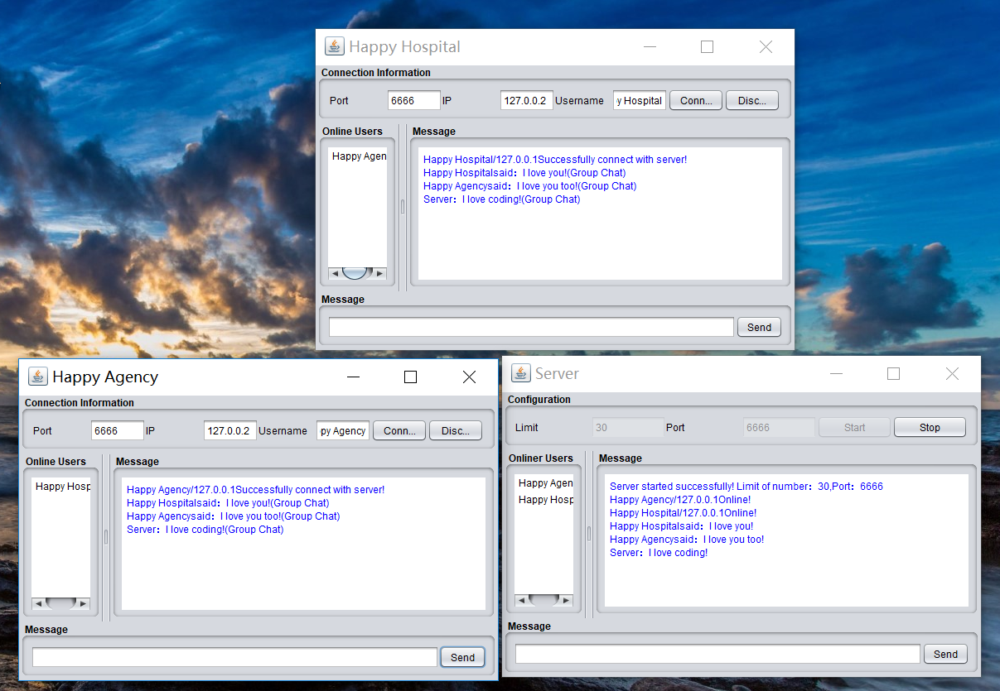 Happy Hospital
Connection Information
Port 6666 IP 127.0.0.2 Username y Hospital Conn... Disc...
Online Users Message
Happy Agen
Happy Hospital/127.0.0.1Successfully connect with server!
Happy Hospitalsaid：I love you!(Group Chat)
Happy Agencysaid：I love you too!(Group Chat)
Server：I love coding!(Group Chat)
Message
Send
Happy Agency
Connection Information
Port 6666 IP 127.0.0.2 Username py Agency Conn... Disc...
Online Users Message
Happy Hosp
Happy Agency/127.0.0.1Successfully connect with server!
Happy Hospitalsaid：I love you!(Group Chat)
Happy Agencysaid：I love you too!(Group Chat)
Server：I love coding!(Group Chat)
Message
Send
Server
Configuration
Limit 30 Port 6666 Start Stop
Onliner Users Message
Happy Agen
Happy Hosp
Server started successfully! Limit of number：30,Port：6666
Happy Agency/127.0.0.1Online!
Happy Hospital/127.0.0.1Online!
Happy Hospitalsaid：I love you!
Happy Agencysaid：I love you too!
Server：I love coding!
Message
Send